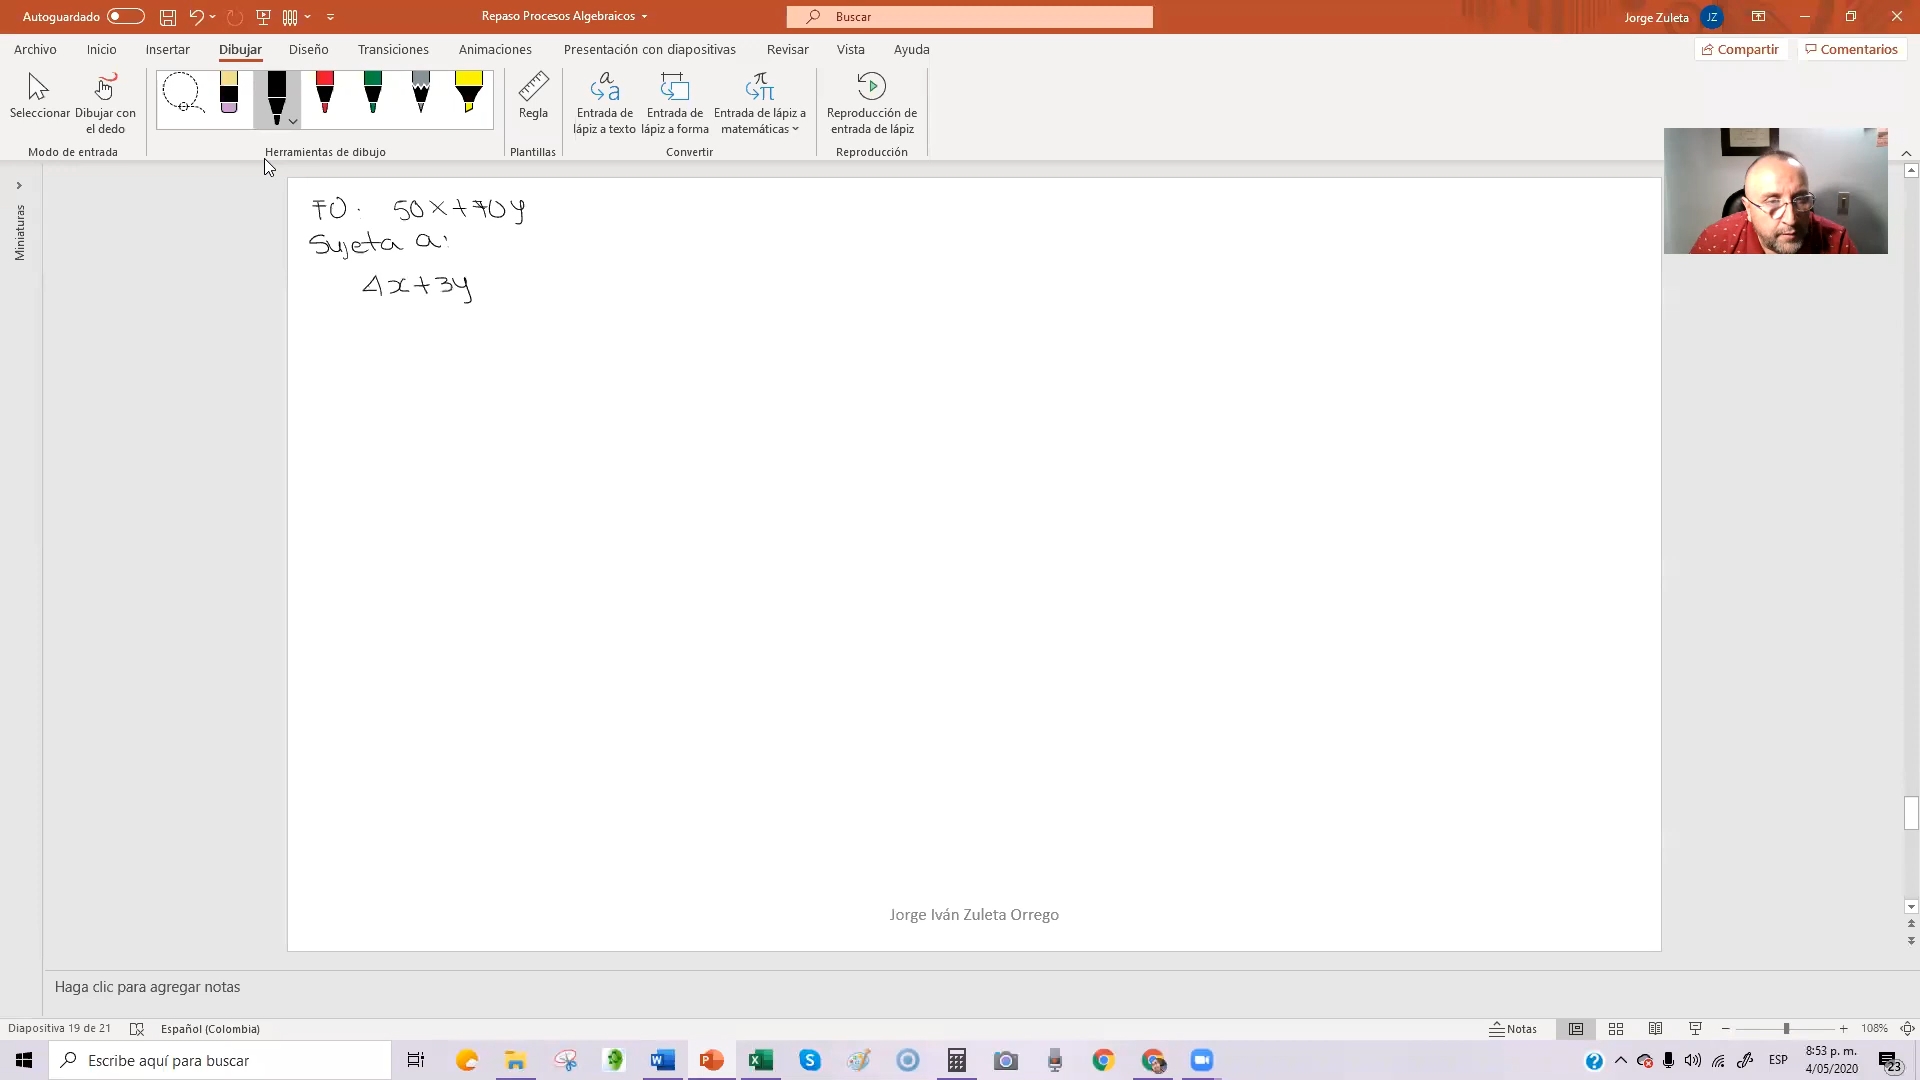 Autoguardado
Repaso Procesos Algebraicos
Buscar
Jorge Zuleta
JZ
Archivo
Inicio
Insertar
Dibujar
Diseño
Transiciones
Animaciones
Presentación con diapositivas
Revisar
Vista
Ayuda
Compartir
Comentarios
Seleccionar
Dibujar con
el dedo
Regla
Entrada de
lápiz a texto
Entrada de
lápiz a forma
Entrada de lápiz a
matemáticas
Reproducción de
entrada de lápiz
Modo de entrada
Herramientas de dibujo
Plantillas
Convertir
Reproducción
Miniaturas
FO: 50x+70y
Sujeta a:
4x+3y
Jorge Iván Zuleta Orrego
Haga clic para agregar notas
Diapositiva 19 de 21
Español (Colombia)
Notas
108%
Escribe aquí para buscar
ESP
8:53 p. m.
4/05/2020
23